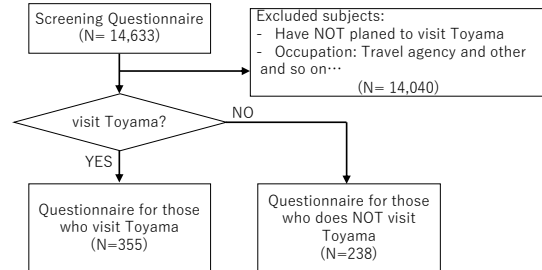 Screening Questionnaire
(N= 14,633)
Excluded subjects:
- Have NOT planed to visit Toyama
- Occupation: Travel agency and other
and so on⋯
(N= 14,040)
visit Toyama?
NO
YES
Questionnaire for those
who visit Toyama
(N=355)
Questionnaire for those
who does NOT visit
Toyama
(N=238)